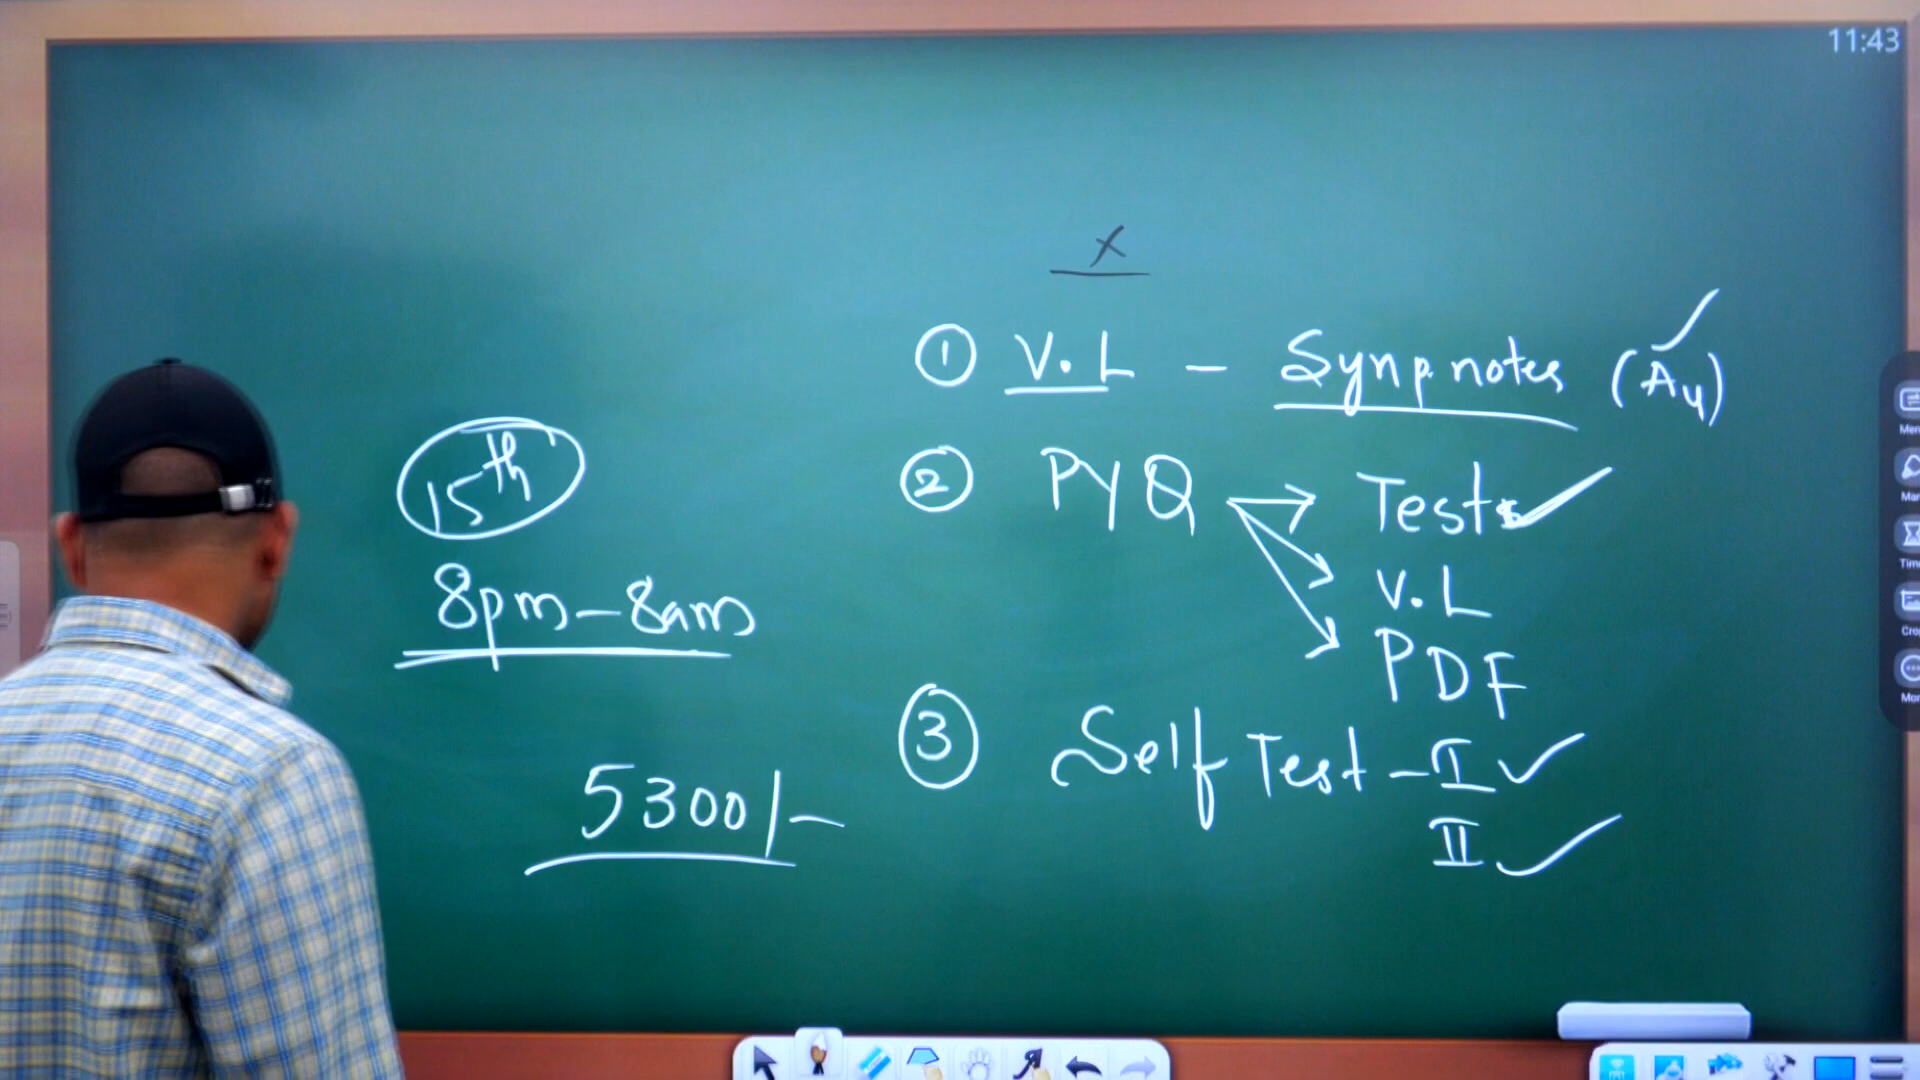 11:43
x
① V.L - Synp. notes (A4)
② PYQ → Tests
V.L
PDF
③ Self Test - I
II
15th
8pm - 8am
5300/-